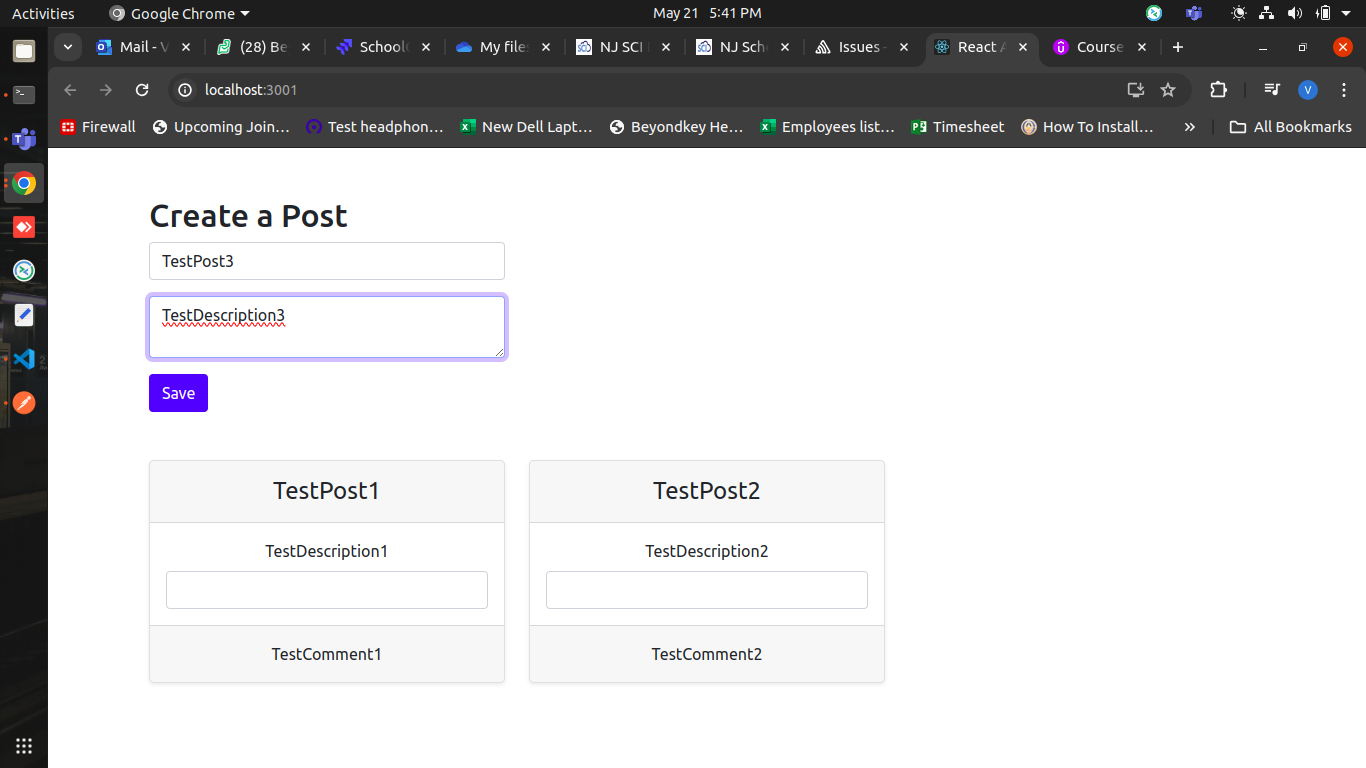 Activities Google Chrome May 21 5:41 PM
Mail - V (28) Be School My file NJ SCI NJ Sch Issues - React A Course
localhost:3001 V
Firewall Upcoming Join... Test headphon... New Dell Lapt... Beyondkey He... Employees list... Timesheet How To Install... » All Bookmarks
Create a Post
TestPost3
TestDescription3
Save
TestPost1 TestPost2
TestDescription1 TestDescription2
TestComment1 TestComment2